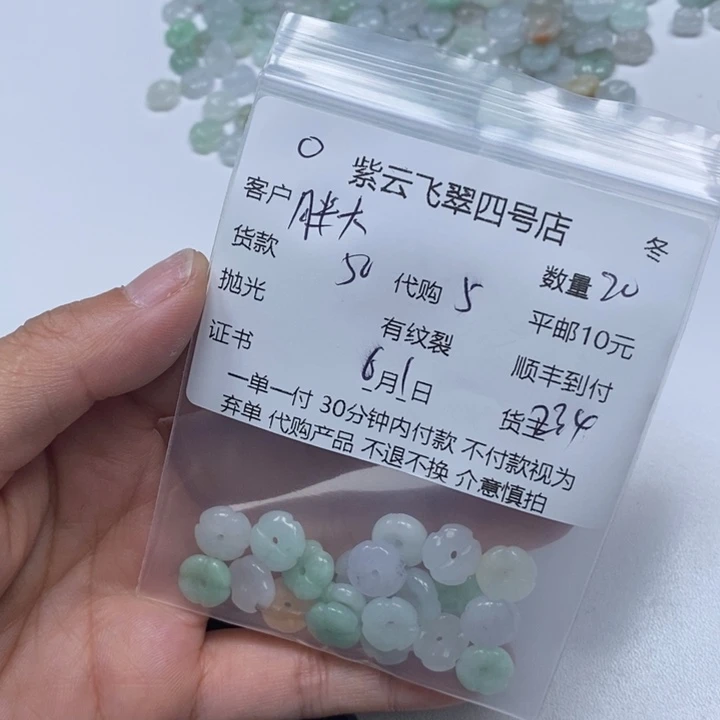 O 紫云飞翠四号店 冬
客户 胖大
货款 50 代购 5 数量 20
抛光 有纹裂 平邮10元
证书 6月1日 顺丰到付
货主 234
一单一付 30分钟内付款 不付款视为
弃单 代购产品 不退不换 介意慎拍